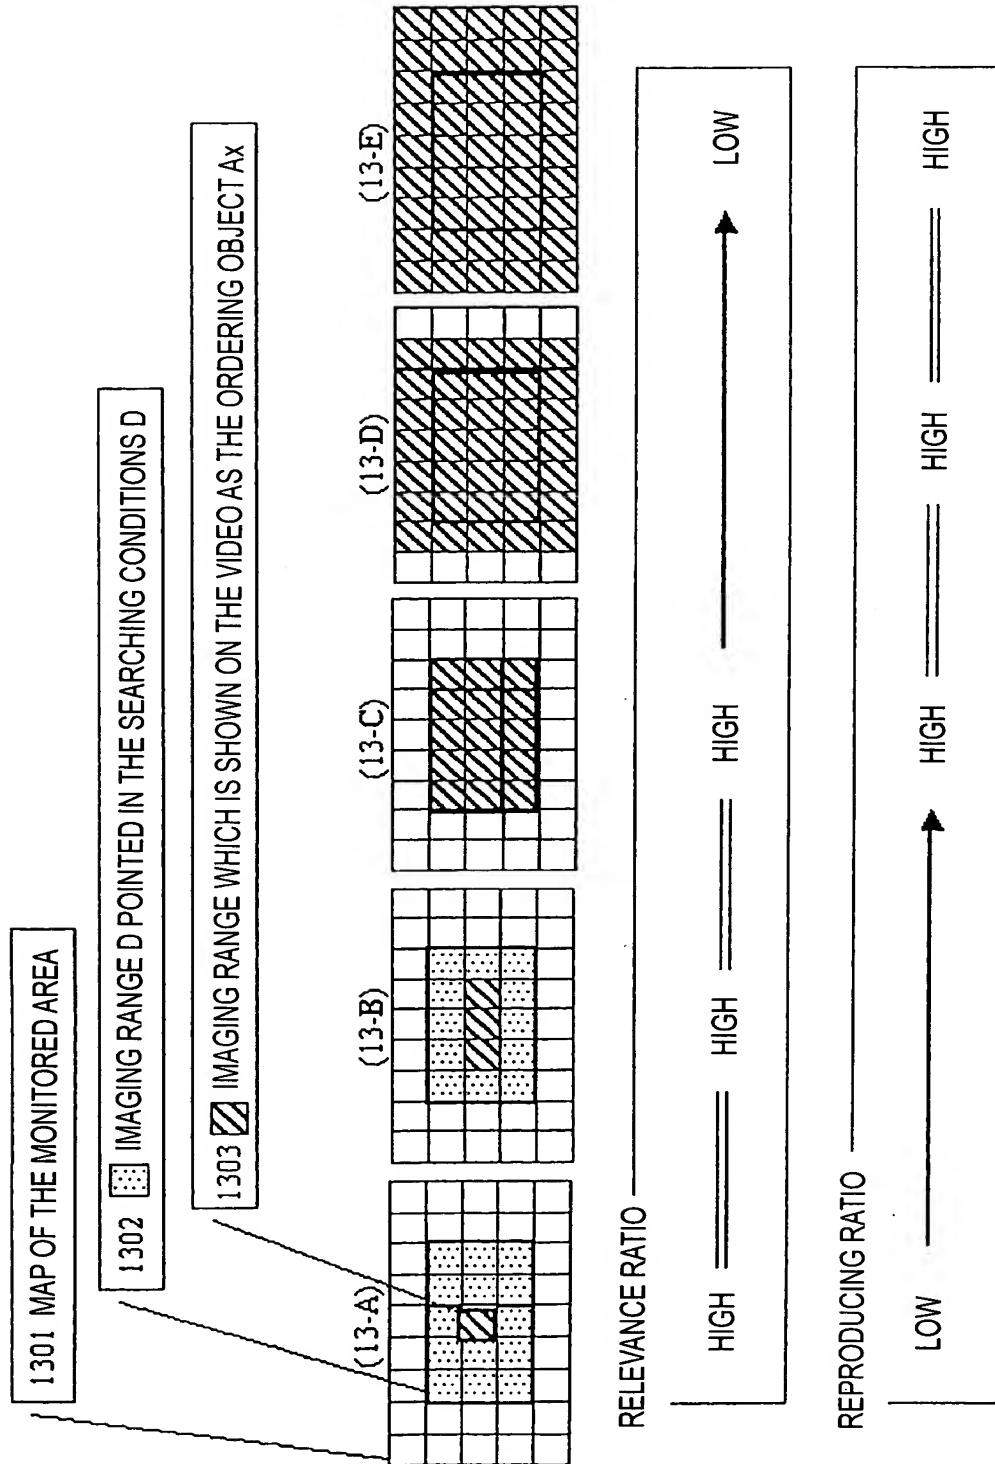 1301 MAP OF THE MONITORED AREA
1302 IMAGING RANGE D POINTED IN THE SEARCHING CONDITIONS D
1303 IMAGING RANGE WHICH IS SHOWN ON THE VIDEO AS THE ORDERING OBJECT Ax
(13-A) (13-B) (13-C) (13-D) (13-E)
RELEVANCE RATIO
HIGH HIGH HIGH LOW
REPRODUCING RATIO
LOW HIGH HIGH HIGH